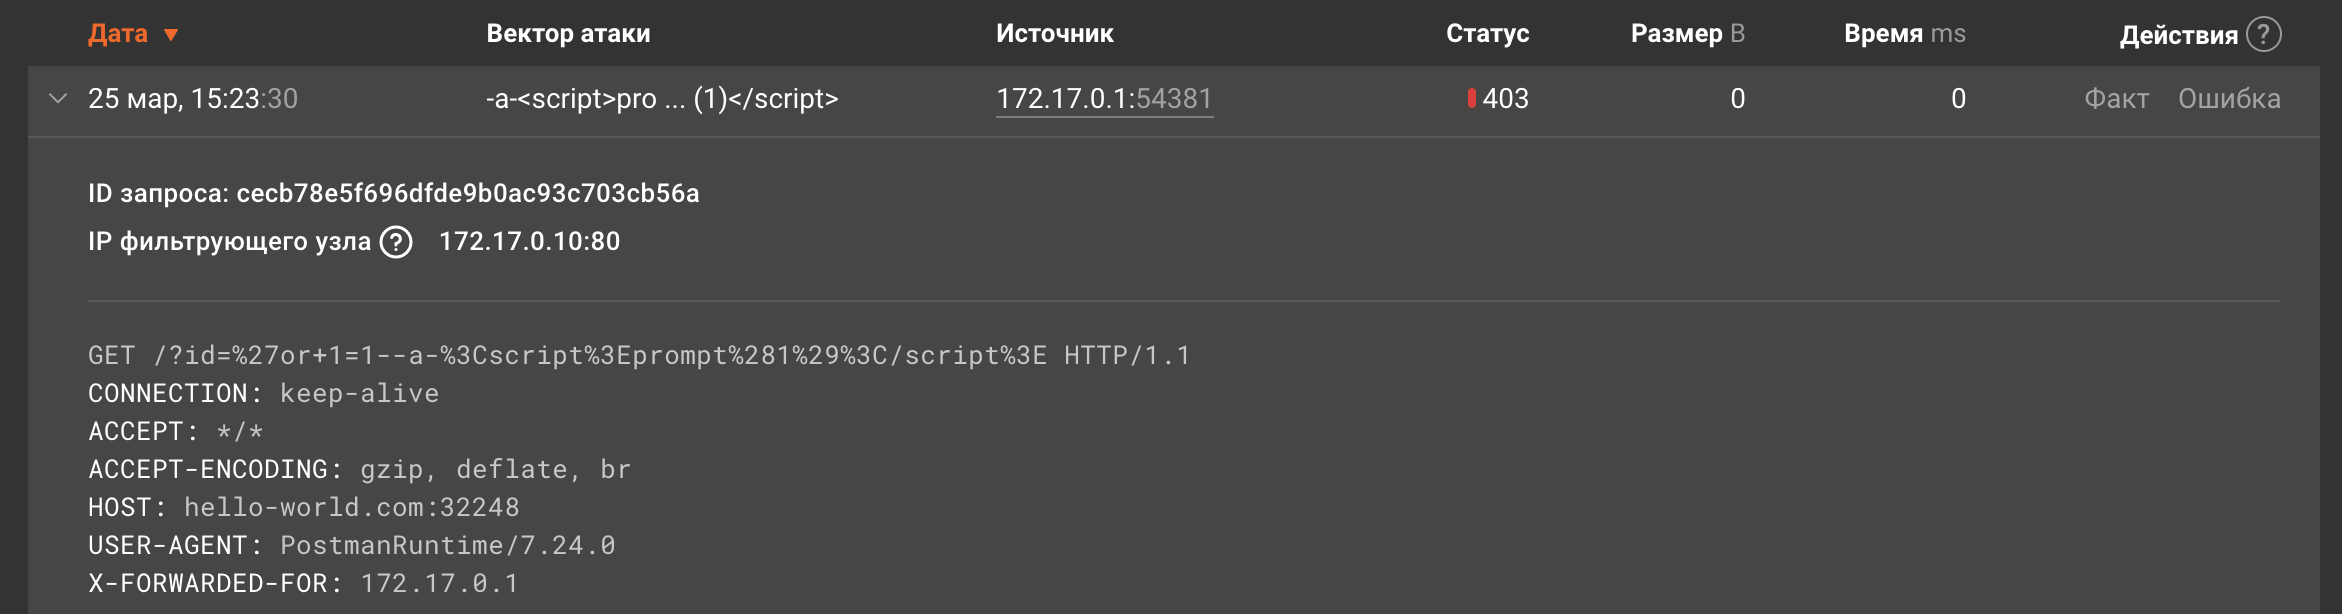 Дата ▼ Вектор атаки Источник Статус Размер B Время ms Действия ?
25 мар, 15:23:30 -a-<script>pro ... (1)</script> 172.17.0.1:54381 403 0 0 Факт Ошибка
ID запроса: cecb78e5f696dfde9b0ac93c703cb56a
IP фильтрующего узла ? 172.17.0.10:80
GET /?id=%27or+1=1--a-%3Cscript%3Eprompt%281%29%3C/script%3E HTTP/1.1
CONNECTION: keep-alive
ACCEPT: */*
ACCEPT-ENCODING: gzip, deflate, br
HOST: hello-world.com:32248
USER-AGENT: PostmanRuntime/7.24.0
X-FORWARDED-FOR: 172.17.0.1